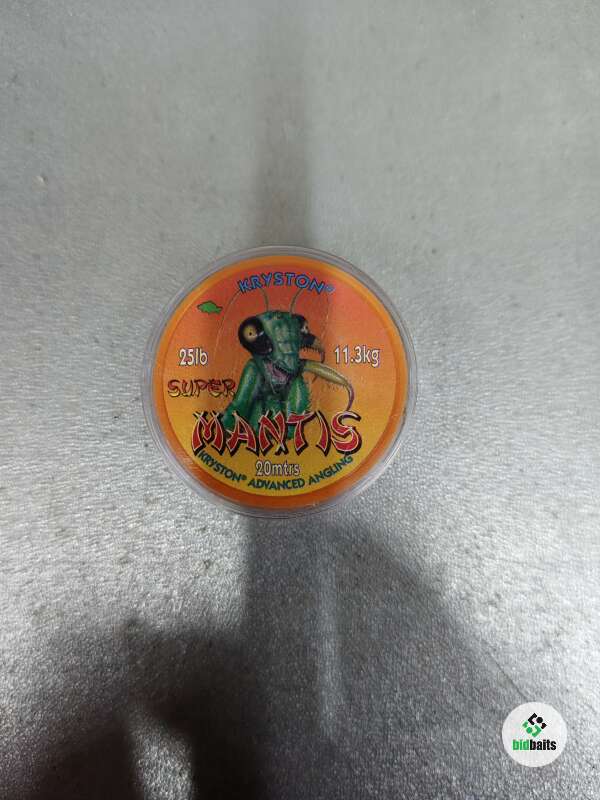 KRYSTON®
25lb
11.3kg
SUPER
MANTIS
20mtrs
KRYSTON® ADVANCED ANGLING
bidbaits